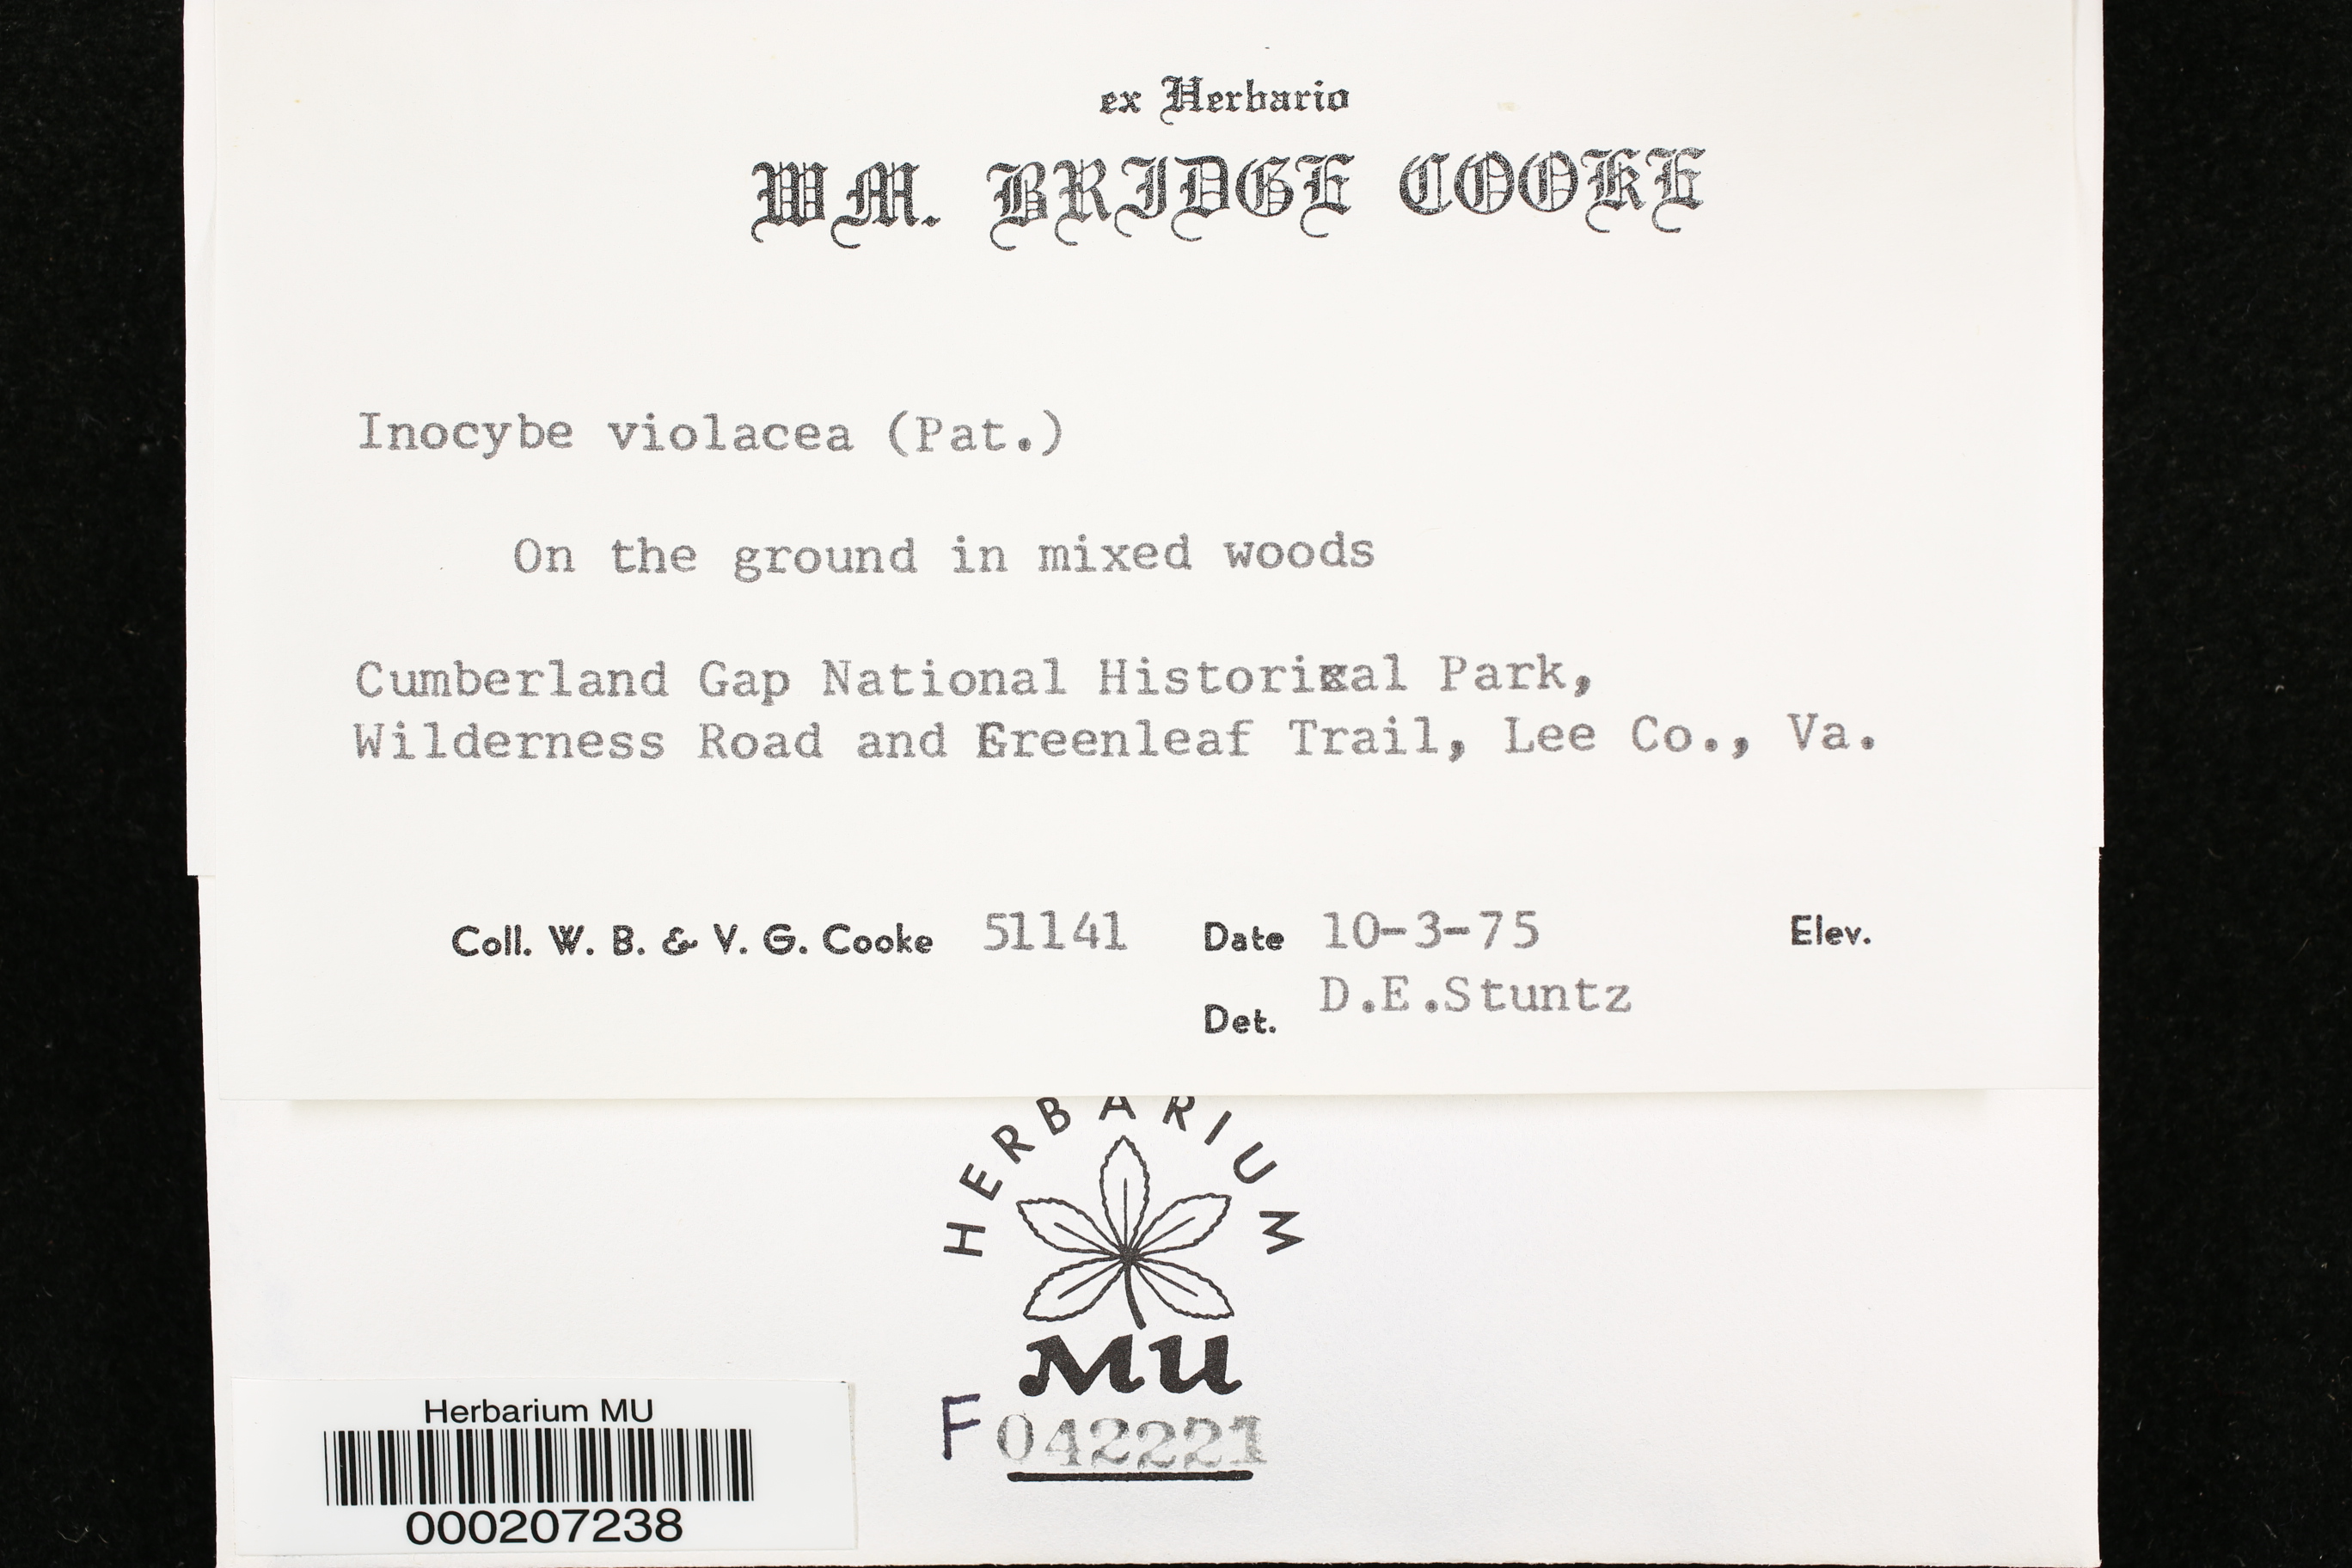 ex Herbario
WM. BRIDGE COOKE
Inocybe violacea (Pat.)
On the ground in mixed woods
Cumberland Gap National Historical Park,
Wilderness Road and Greenleaf Trail, Lee Co., Va.
Coll. W. B. & V. G. Cooke 51141 Date 10-3-75 Elev.
Det. D.E.Stuntz
HERBARIUM
MU
F042221
Herbarium MU
000207238